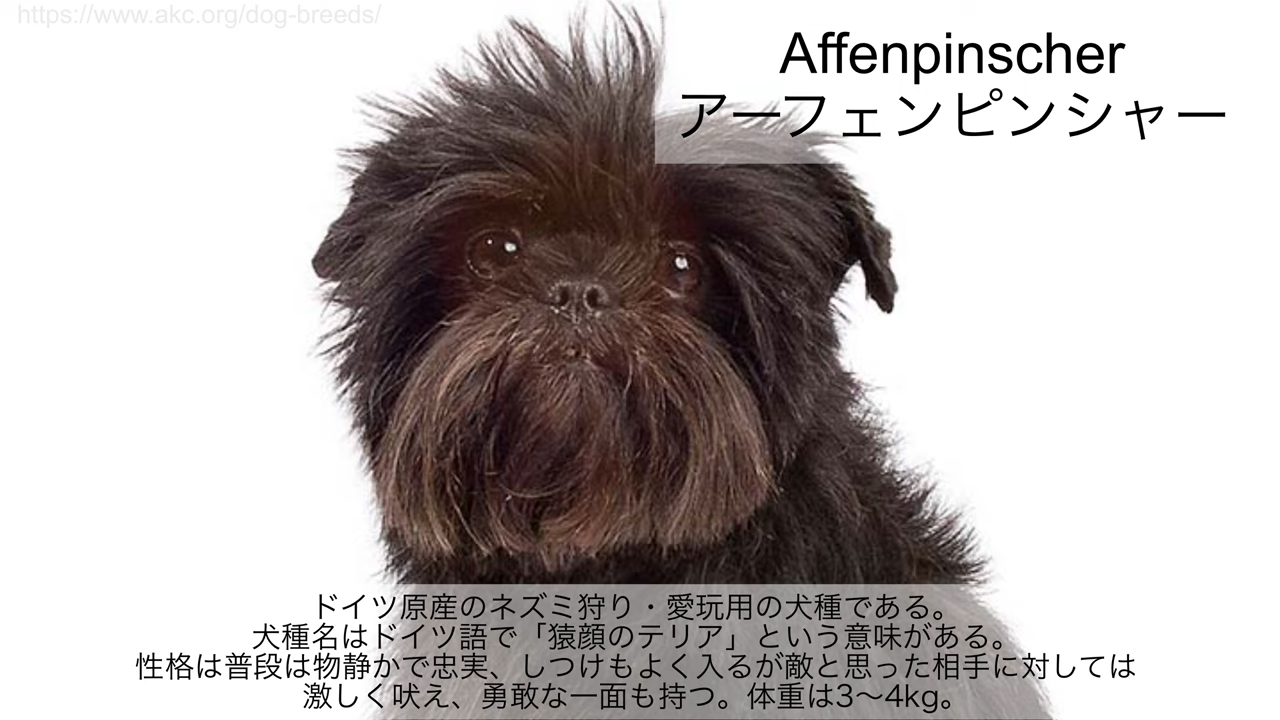 https://www.akc.org/dog-breeds/
Affenpinscher
アーフェンピンシャー
ドイツ原産のネズミ狩り・愛玩用の犬種である。
犬種名はドイツ語で「猿顔のテリア」という意味がある。
性格は普段は物静かで忠実、しつけもよく入るが敵と思った相手に対しては
激しく吠え、勇敢な一面も持つ。体重は3〜4kg。